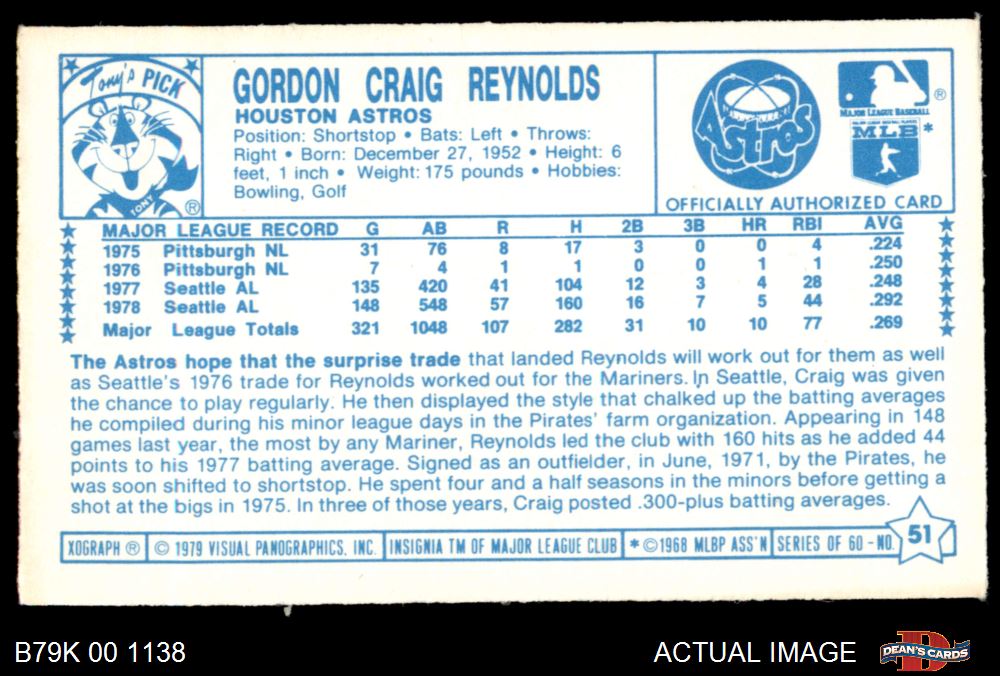 Tony's PICK
TONY
®
GORDON CRAIG REYNOLDS
HOUSTON ASTROS
Position: Shortstop • Bats: Left • Throws:
Right • Born: December 27, 1952 • Height: 6
feet, 1 inch • Weight: 175 pounds • Hobbies:
Bowling, Golf
Astros
®
MAJOR LEAGUE BASEBALL
MAJOR LEAGUE BASEBALL PLAYERS
MLB *
OFFICIALLY AUTHORIZED CARD
MAJOR LEAGUE RECORD G AB R H 2B 3B HR RBI AVG
1975 Pittsburgh NL 31 76 8 17 3 0 0 4 .224
1976 Pittsburgh NL 7 4 1 1 0 0 1 1 .250
1977 Seattle AL 135 420 41 104 12 3 4 28 .248
1978 Seattle AL 148 548 57 160 16 7 5 44 .292
Major League Totals 321 1048 107 282 31 10 10 77 .269
The Astros hope that the surprise trade that landed Reynolds will work out for them as well
as Seattle's 1976 trade for Reynolds worked out for the Mariners. In Seattle, Craig was given
the chance to play regularly. He then displayed the style that chalked up the batting averages
he compiled during his minor league days in the Pirates' farm organization. Appearing in 148
games last year, the most by any Mariner, Reynolds led the club with 160 hits as he added 44
points to his 1977 batting average. Signed as an outfielder, in June, 1971, by the Pirates, he
was soon shifted to shortstop. He spent four and a half seasons in the minors before getting a
shot at the bigs in 1975. In three of those years, Craig posted .300-plus batting averages.
XOGRAPH ® © 1979 VISUAL PANOGRAPHICS, INC. INSIGNIA TM OF MAJOR LEAGUE CLUB * © 1968 MLBP ASS'N SERIES OF 60 - NO. 51
B79K 00 1138 ACTUAL IMAGE D DEAN'S CARDS